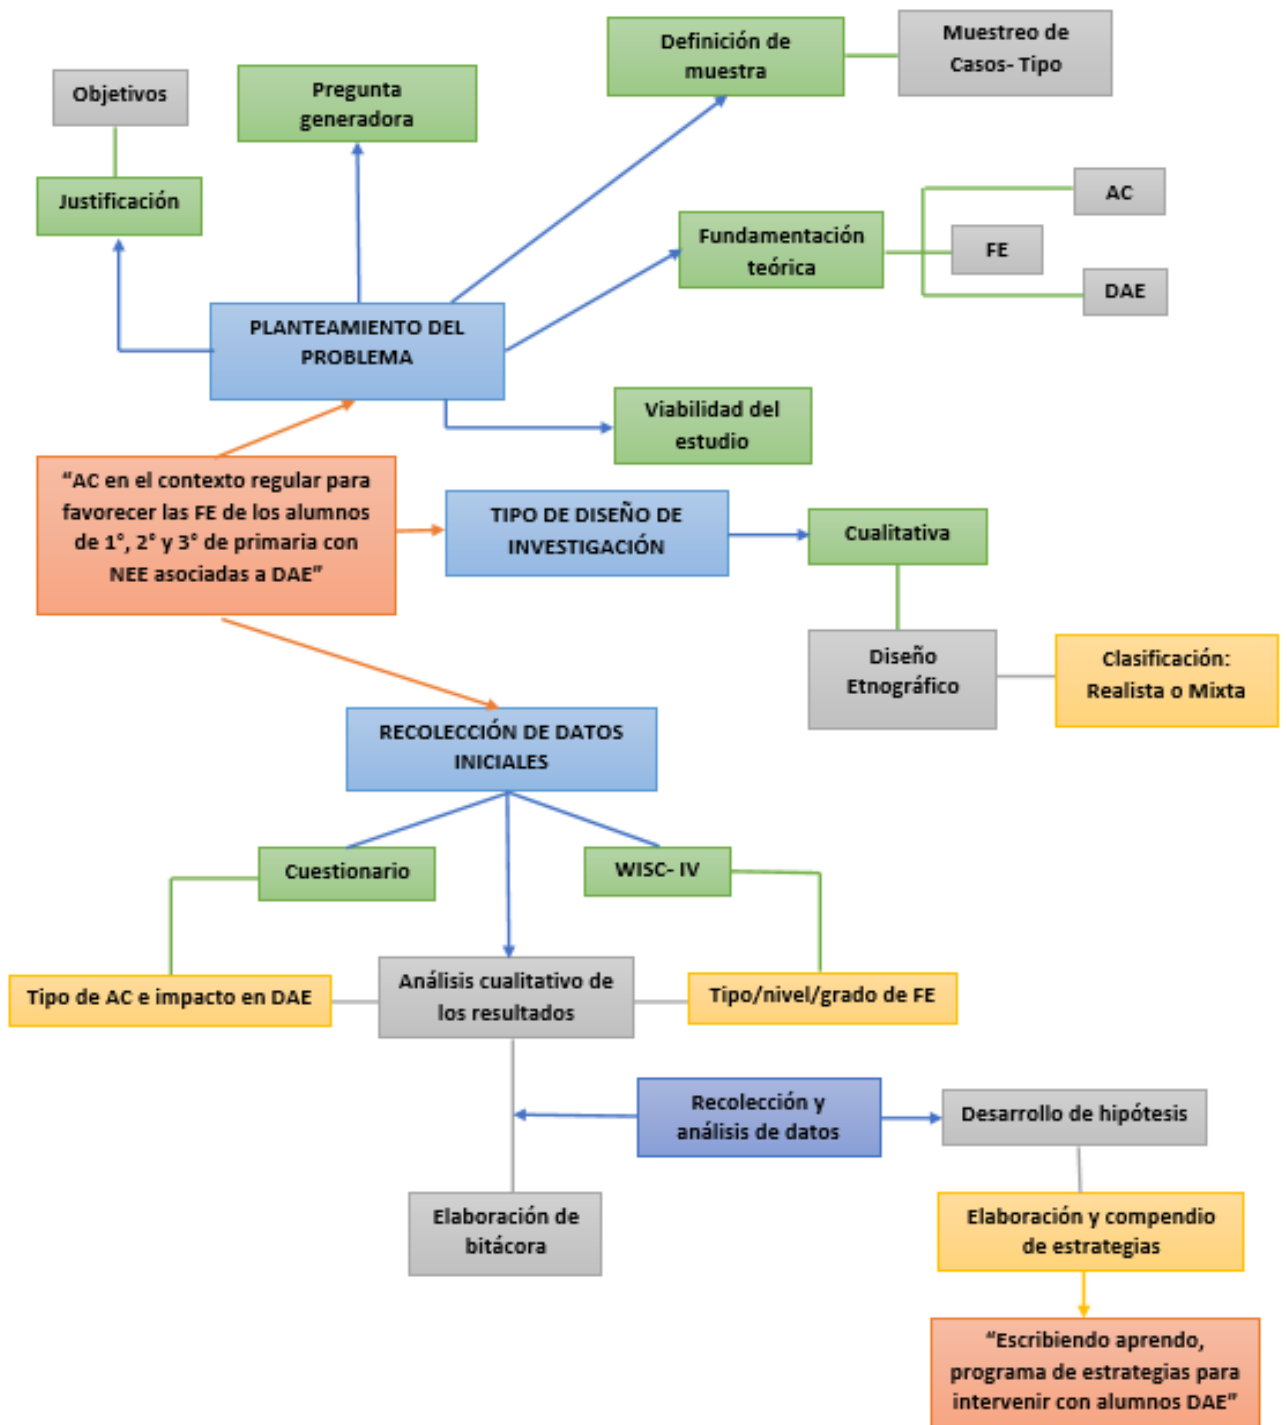 Definición de
muestra
Muestreo de
Casos- Tipo
Objetivos
Pregunta
generadora
Justificación
Fundamentación
teórica
AC
FE
DAE
PLANTEAMIENTO DEL
PROBLEMA
Viabilidad del
estudio
“AC en el contexto regular para
favorecer las FE de los alumnos
de 1°, 2° y 3° de primaria con
NEE asociadas a DAE”
TIPO DE DISEÑO DE
INVESTIGACIÓN
Cualitativa
Diseño
Etnográfico
Clasificación:
Realista o Mixta
RECOLECCIÓN DE DATOS
INICIALES
Cuestionario
WISC- IV
Tipo de AC e impacto en DAE
Análisis cualitativo de
los resultados
Tipo/nivel/grado de FE
Recolección y
análisis de datos
Desarrollo de hipótesis
Elaboración de
bitácora
Elaboración y compendio
de estrategias
“Escribiendo aprendo,
programa de estrategias para
intervenir con alumnos DAE”